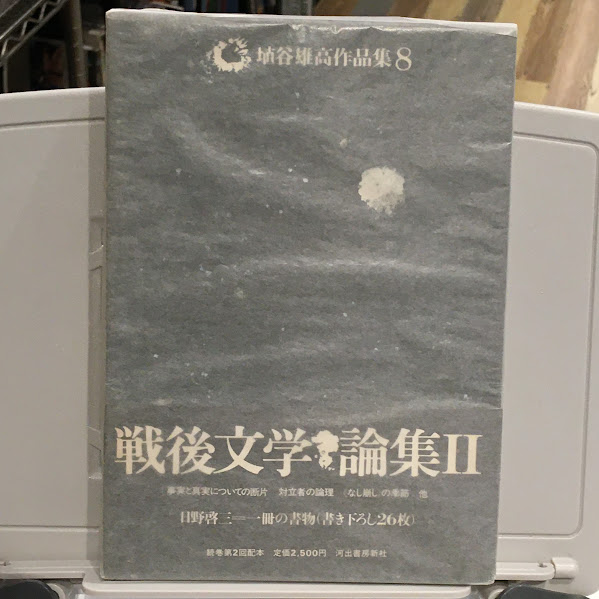 埴谷雄高作品集8
戦後文学論集II
事実と真実についての断片 対立者の論理 〈なし崩し〉の季節 他
日野啓三=一冊の書物(書き下ろし26枚)
続巻第2回配本 定価2,500円 河出書房新社